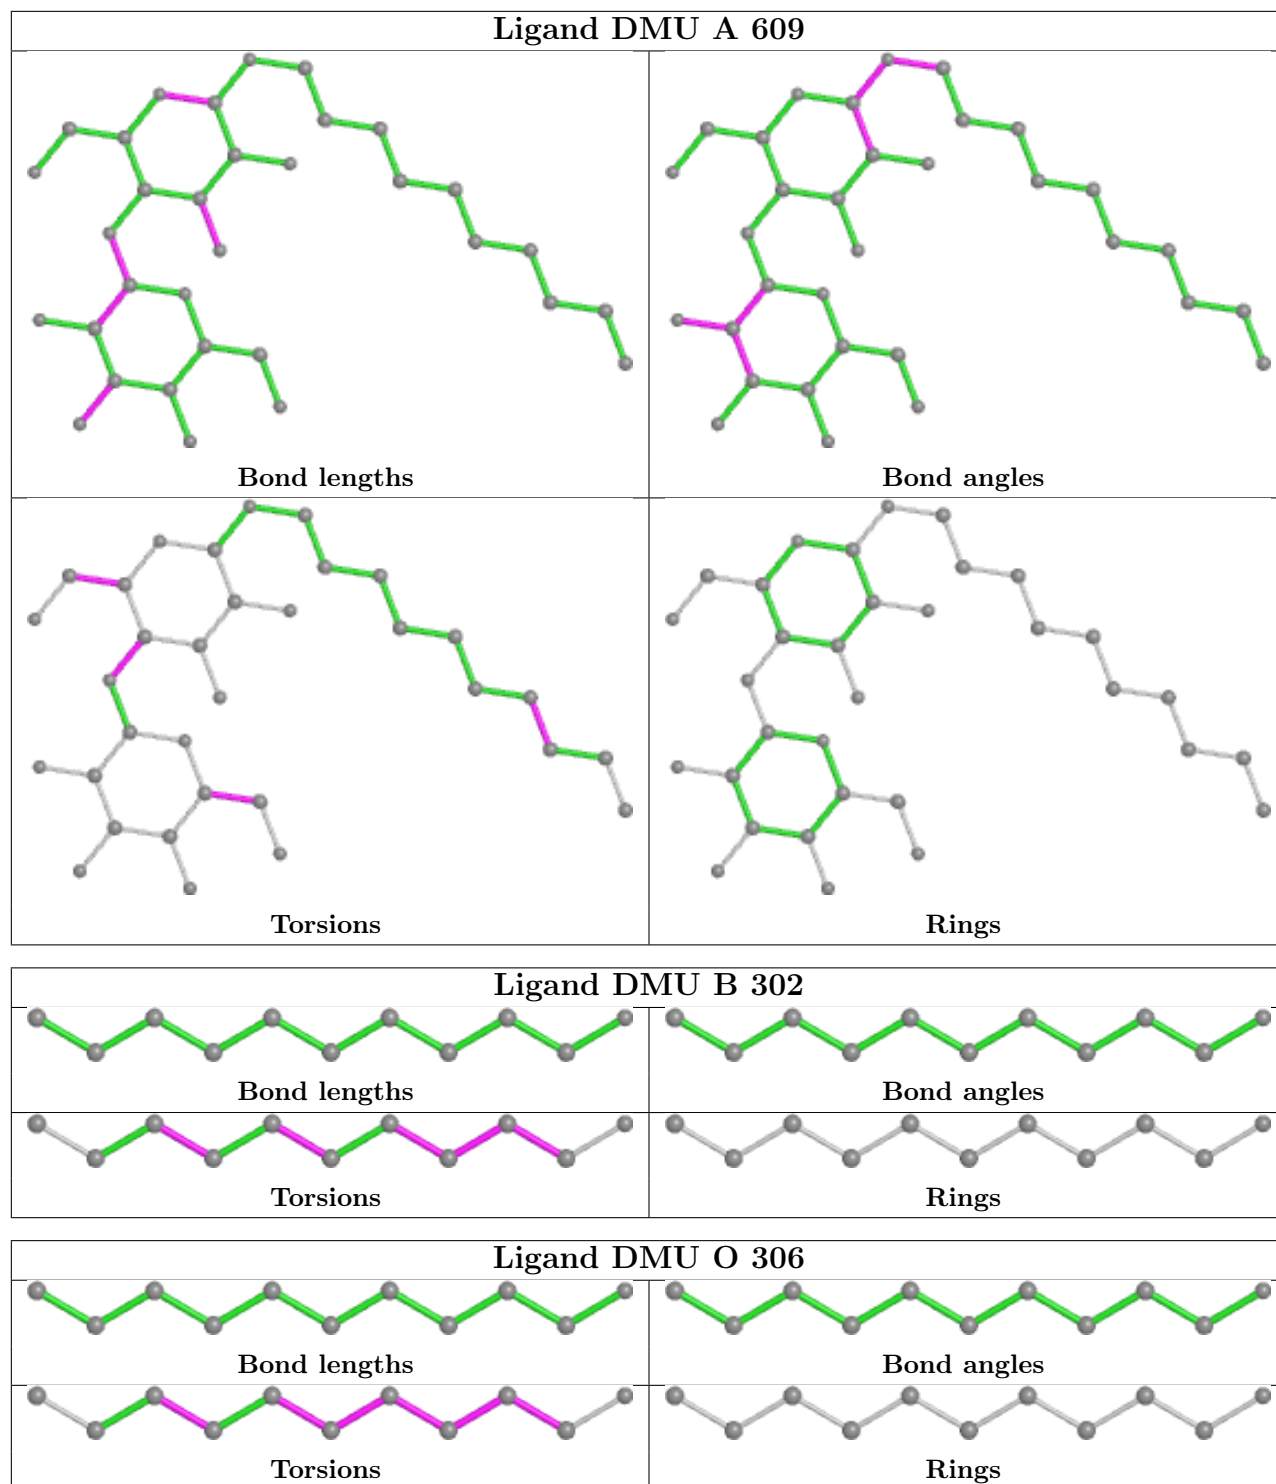 Ligand DMU A 609
Bond lengths
Bond angles
Torsions
Rings
Ligand DMU B 302
Bond lengths
Bond angles
Torsions
Rings
Ligand DMU O 306
Bond lengths
Bond angles
Torsions
Rings